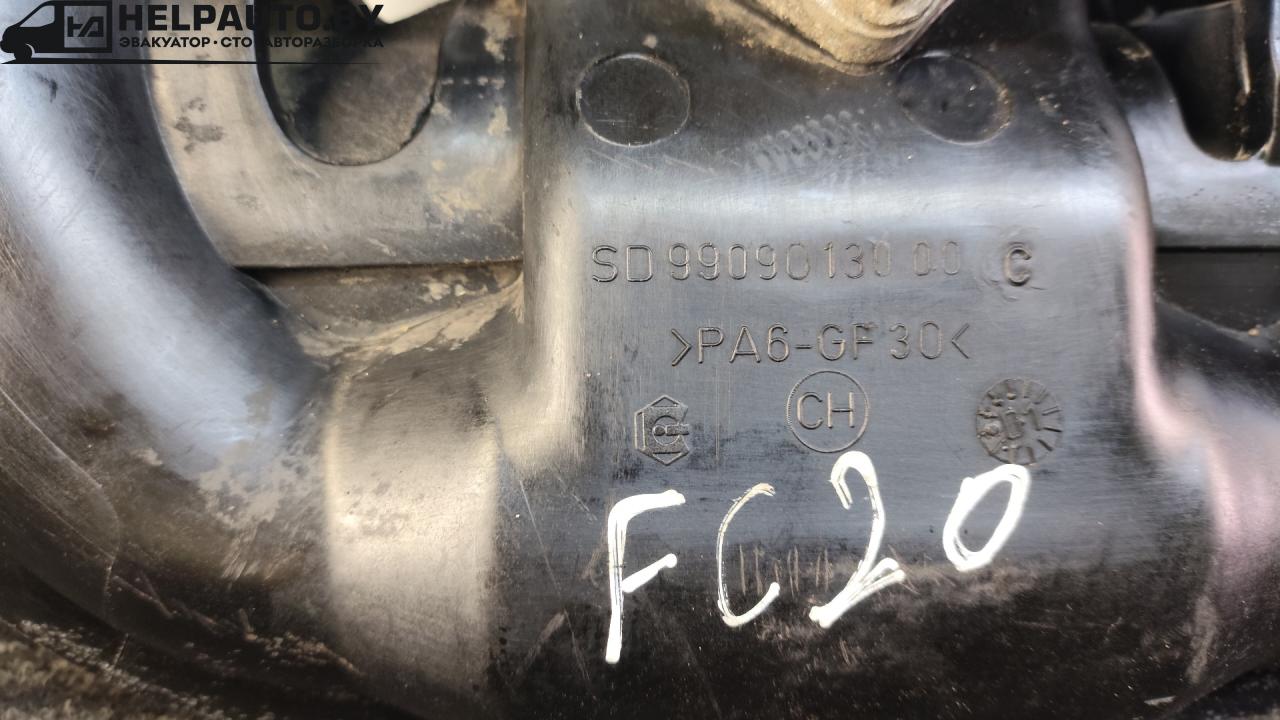 HELPAUTO.BY
ЭВАКУАТОР • СТО • АВТОРАЗБОРКА
SD 99090130 00 C
>PA6-GF30<
CH
FC20